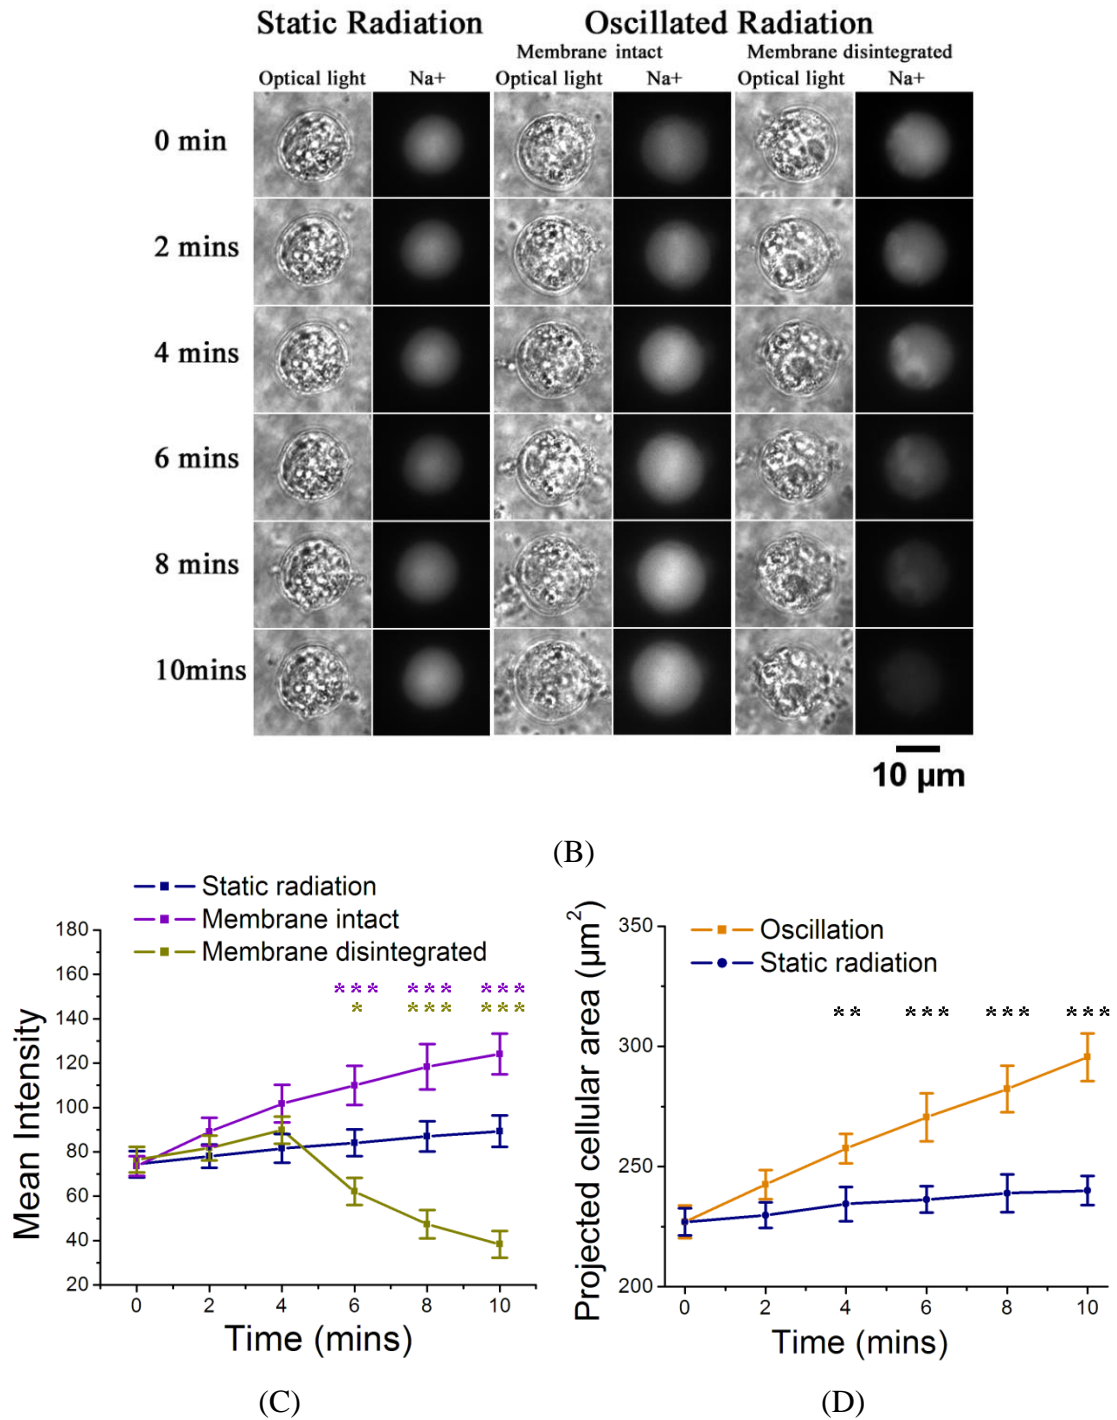 Static Radiation Oscillated Radiation
Membrane intact Membrane disintegrated
Optical light Na+ Optical light Na+ Optical light Na+
0 min
2 mins
4 mins
6 mins
8 mins
10mins
10 μm
(B)
Static radiation
Membrane intact
Membrane disintegrated
180
160
140
120
100
80
60
40
20
*** *** ***
* *** ***
Mean Intensity
0 2 4 6 8 10
Time (mins)
(C)
Oscillation
Static radiation
350
300
250
200
** *** *** ***
Projected cellular area (μm²)
0 2 4 6 8 10
Time (mins)
(D)